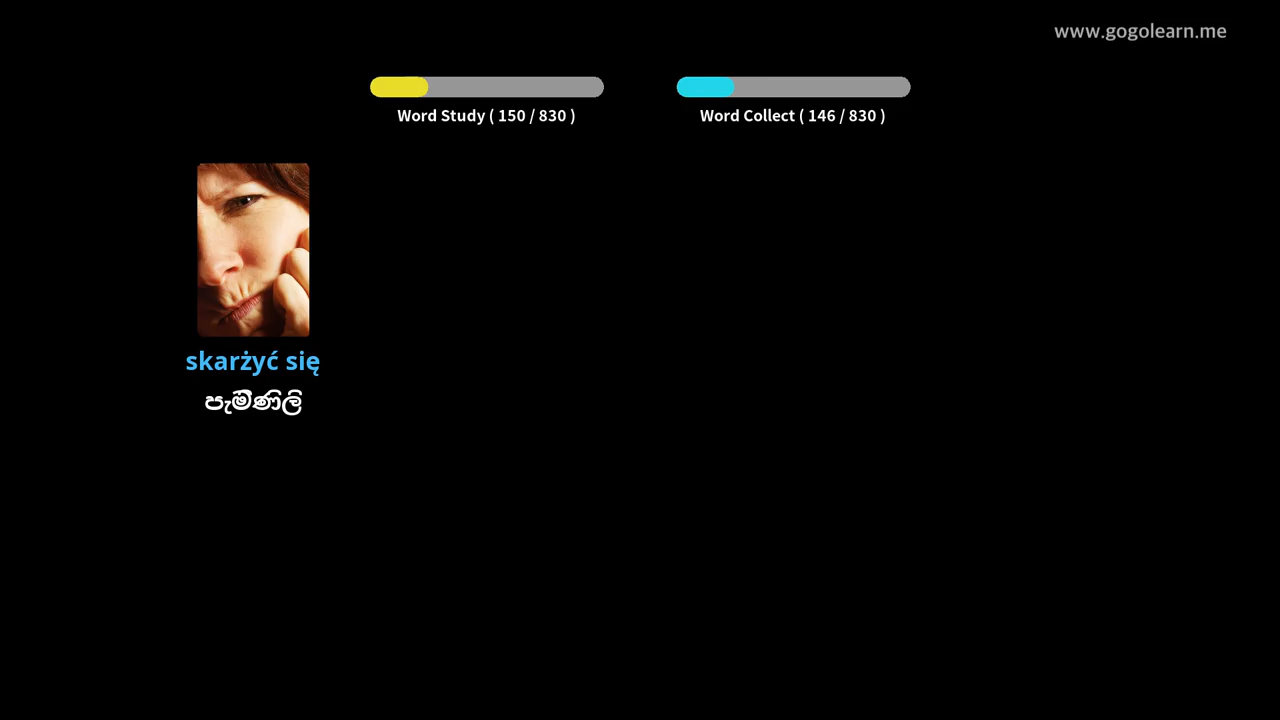 www.gogolearn.me
Word Study ( 150 / 830 )
Word Collect ( 146 / 830 )
skarżyć się
පැමිණිලි